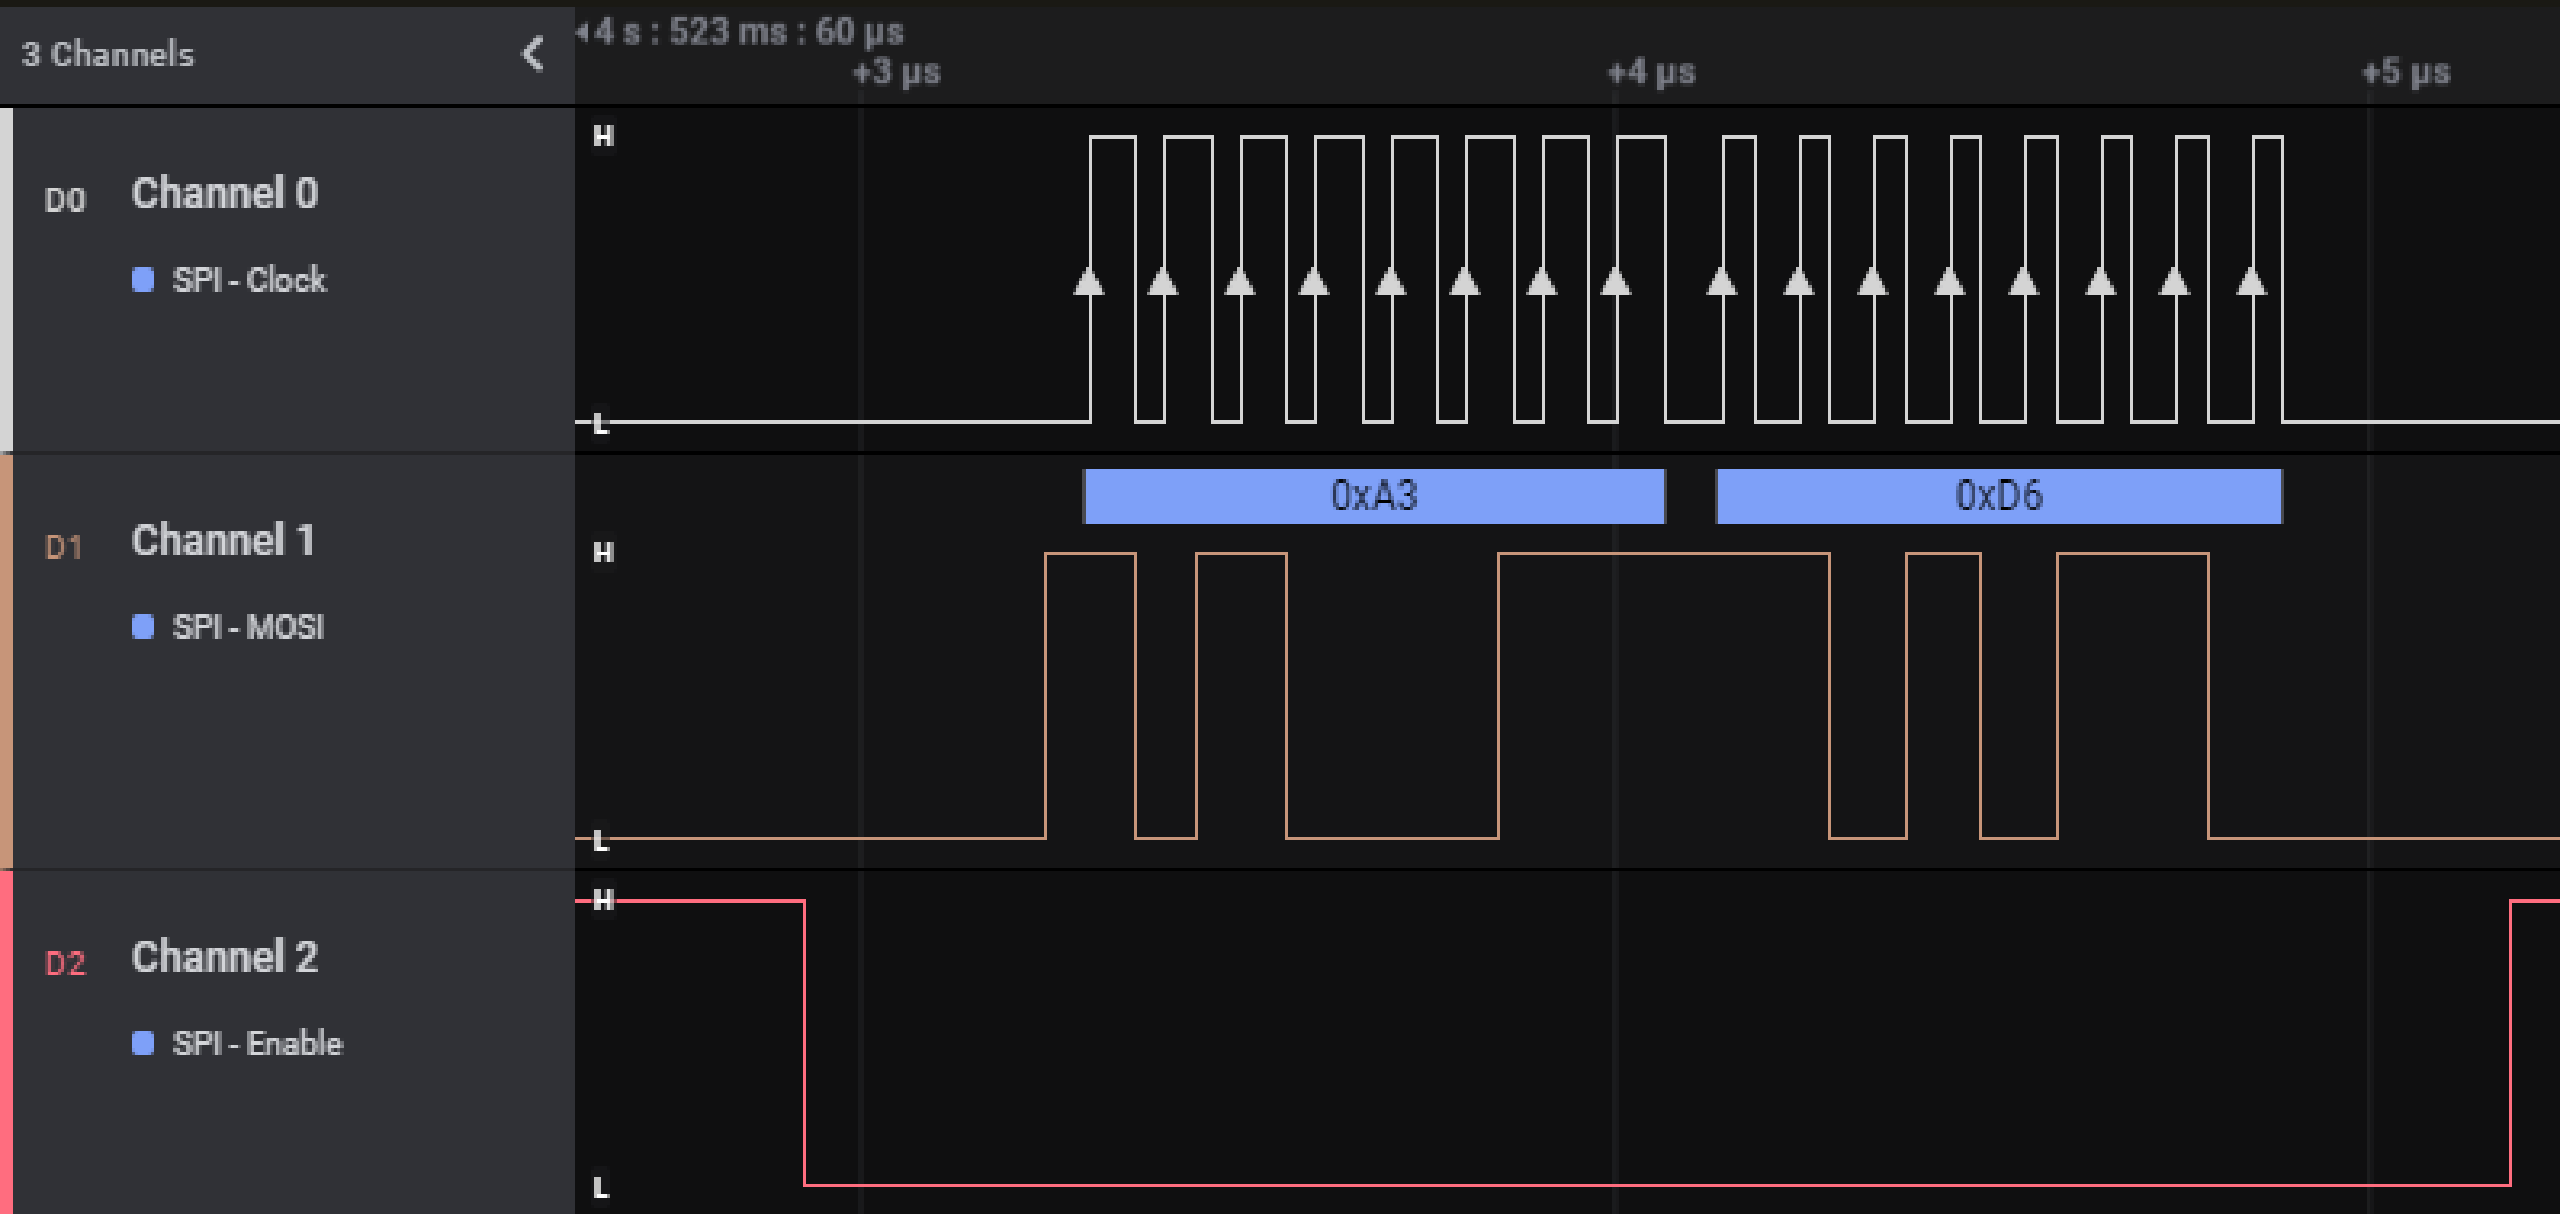 3 Channels
4 s : 523 ms : 60 µs
+3 µs
+4 µs
+5 µs
D0
Channel 0
SPI - Clock
H
L
D1
Channel 1
SPI - MOSI
0xA3
0xD6
H
L
D2
Channel 2
SPI - Enable
H
L